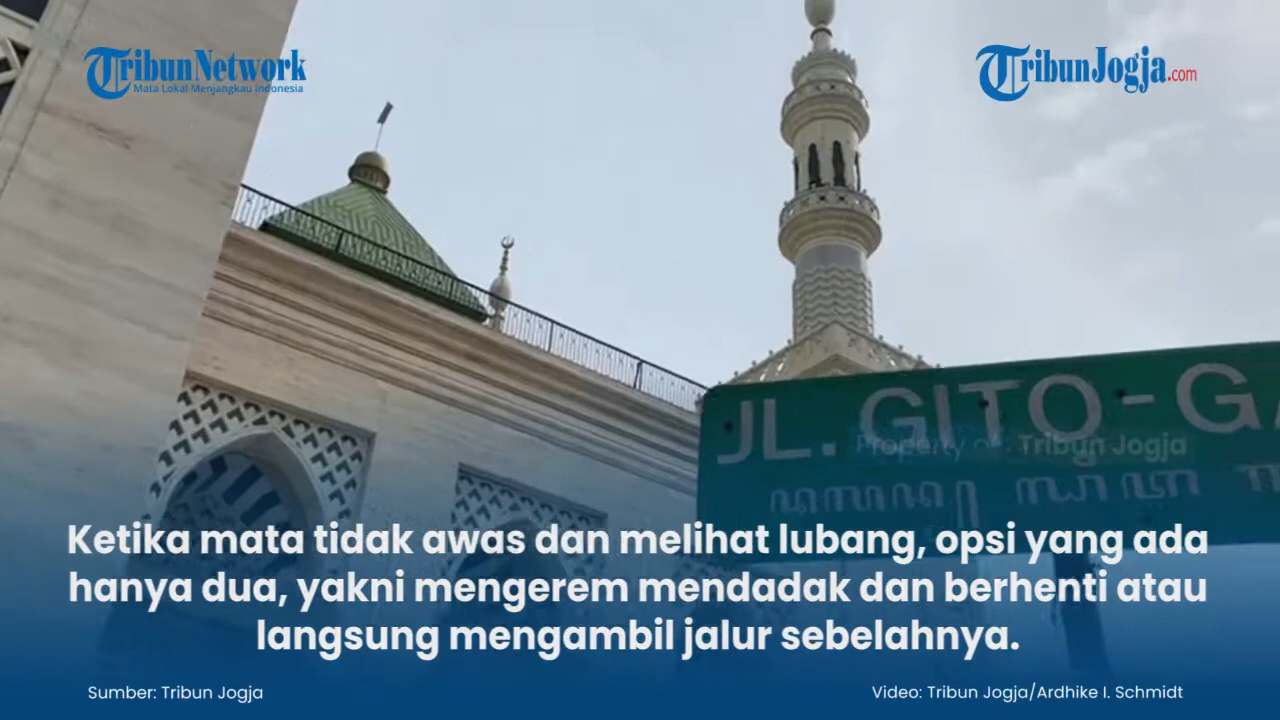 TribunNetwork
Mata Lokal Menjangkau Indonesia
TribunJogja.com
JL. GITO-GA
Property of Tribun Jogja
Ketika mata tidak awas dan melihat lubang, opsi yang ada
hanya dua, yakni mengerem mendadak dan berhenti atau
langsung mengambil jalur sebelahnya.
Sumber: Tribun Jogja
Video: Tribun Jogja/Ardhike I. Schmidt